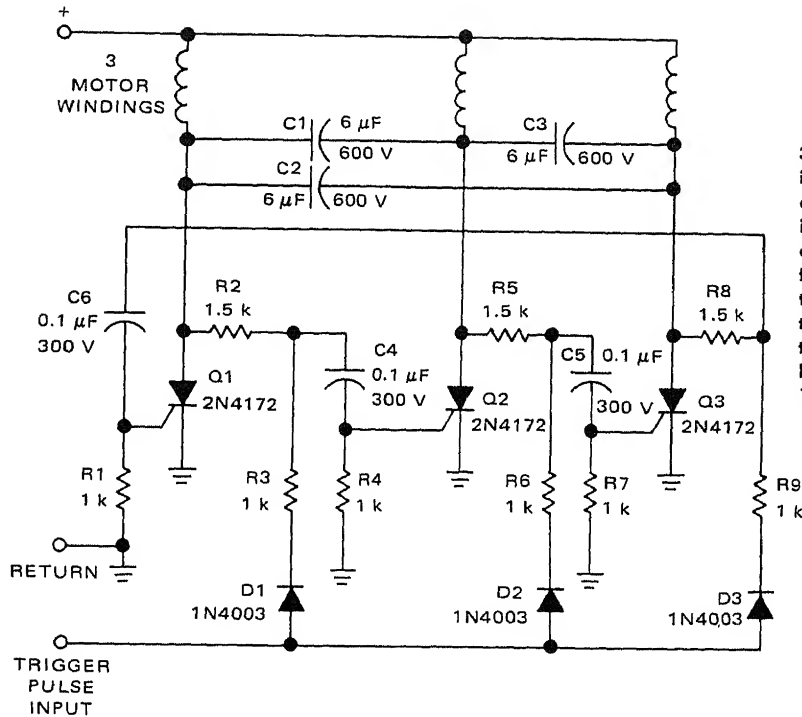 +
3
MOTOR
WINDINGS
C1 6 µF
600 V
C3
6 µF 600 V
C2
6 µF 600 V
C6
0.1 µF
300 V
R2
1.5 k
R5
1.5 k
R8
1.5 k
C4
0.1 µF
300 V
C5 0.1 µF
300 V
Q1
2N4172
Q2
2N4172
Q3
2N4172
R1
1 k
R3
1 k
R4
1 k
R6
1k
R7
1 k
R9
1 k
RETURN
D1
1N4003
D2
1N4003
D3
1N4003
TRIGGER
PULSE
INPUT